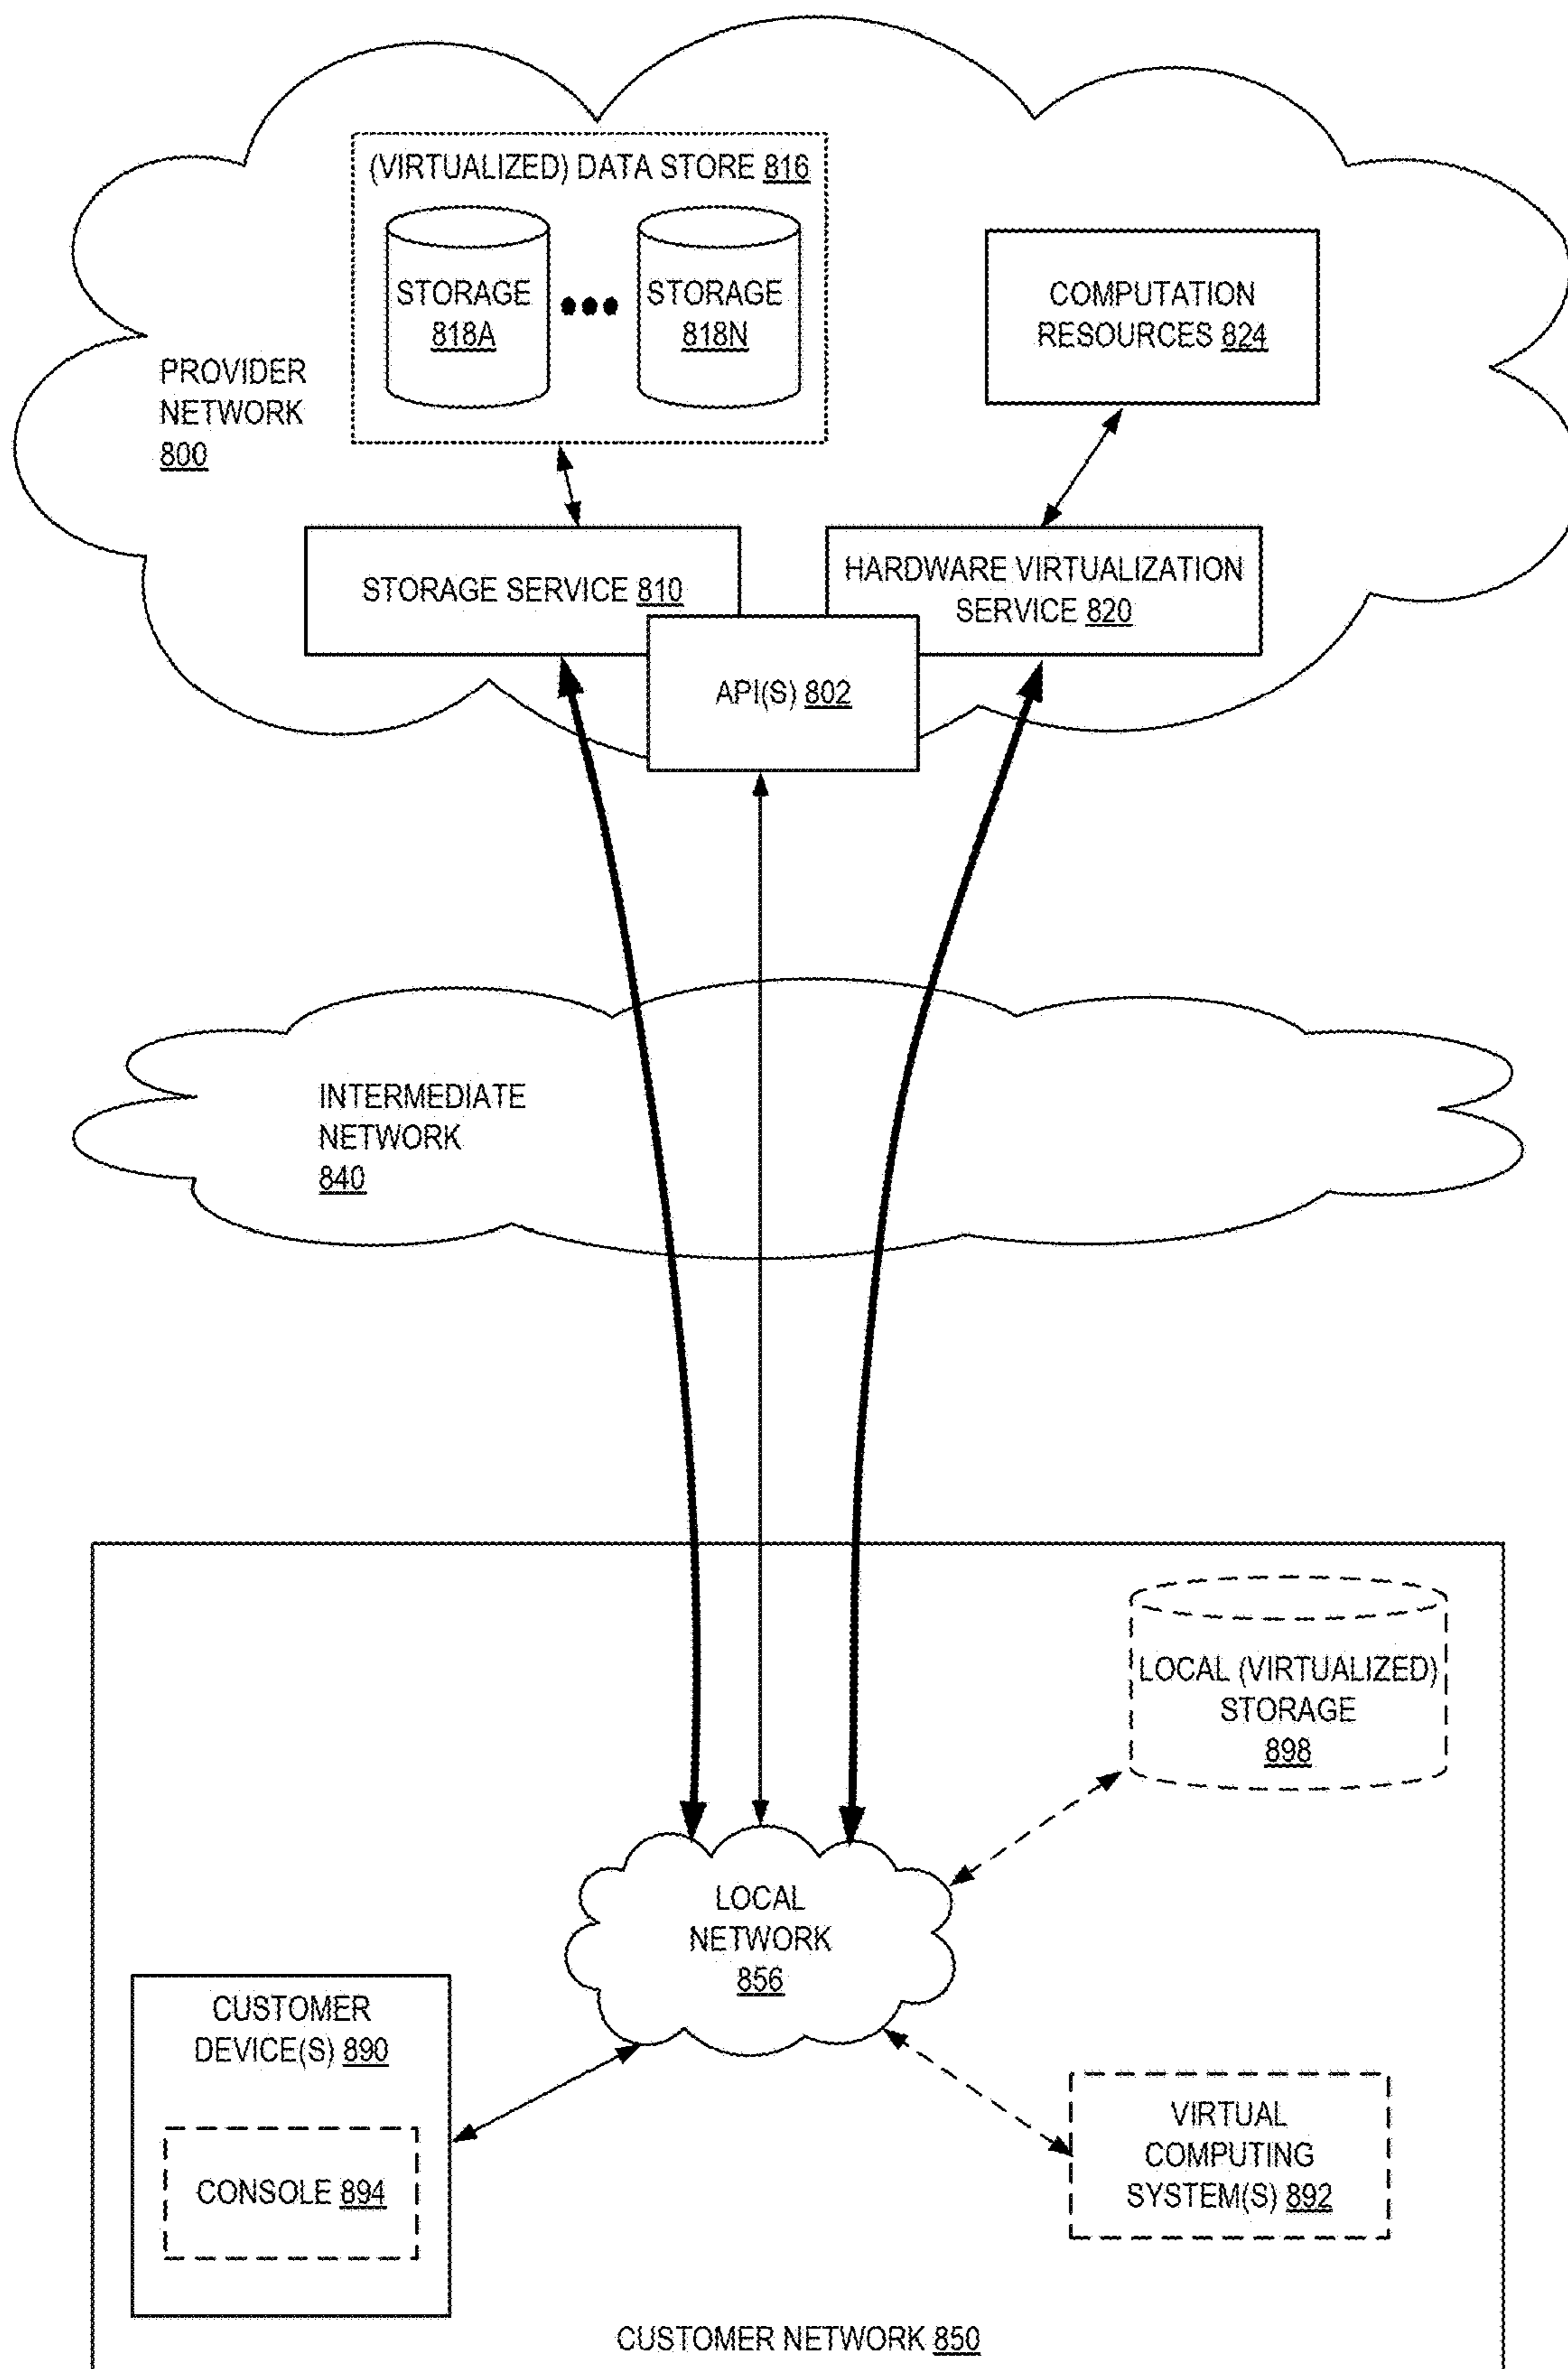 (VIRTUALIZED) DATA STORE 816
STORAGE
818A
STORAGE
818N
COMPUTATION
RESOURCES 824
PROVIDER
NETWORK
800
STORAGE SERVICE 810
HARDWARE VIRTUALIZATION
SERVICE 820
API(S) 802
INTERMEDIATE
NETWORK
840
LOCAL (VIRTUALIZED)
STORAGE
898
LOCAL
NETWORK
856
CUSTOMER
DEVICE(S) 890
CONSOLE 894
VIRTUAL
COMPUTING
SYSTEM(S) 892
CUSTOMER NETWORK 850